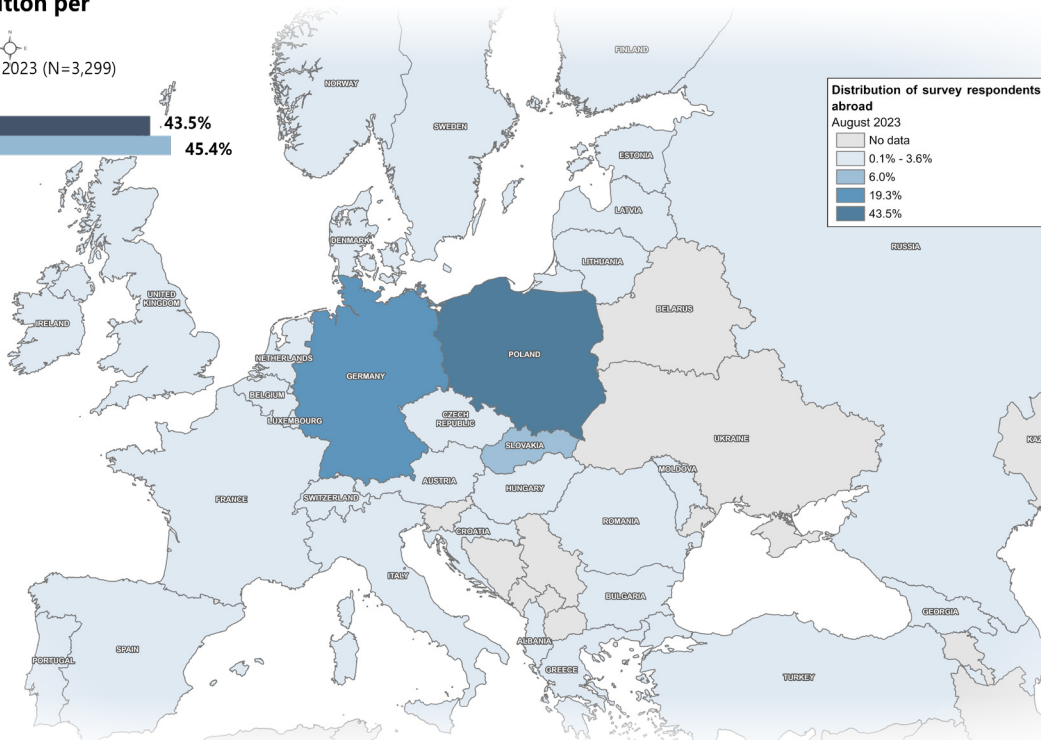 ution per
N
E
2023 (N=3,299)
43.5%
45.4%
Distribution of survey respondents
abroad
August 2023
No data
0.1% - 3.6%
6.0%
19.3%
43.5%
FINLAND
NORWAY
SWEDEN
ESTONIA
LATVIA
DENMARK
RUSSIA
LITHUANIA
UNITED
KINGDOM
BELARUS
IRELAND
NETHERLANDS
POLAND
GERMANY
BELGIUM
LUXEMBOURG
CZECH
REPUBLIC
UKRAINE
KAZ
SLOVAKIA
MOLDOVA
AUSTRIA
HUNGARY
FRANCE
SWITZERLAND
ROMANIA
CROATIA
ITALY
BULGARIA
GEORGIA
ALBANIA
SPAIN
PORTUGAL
GREECE
TURKEY